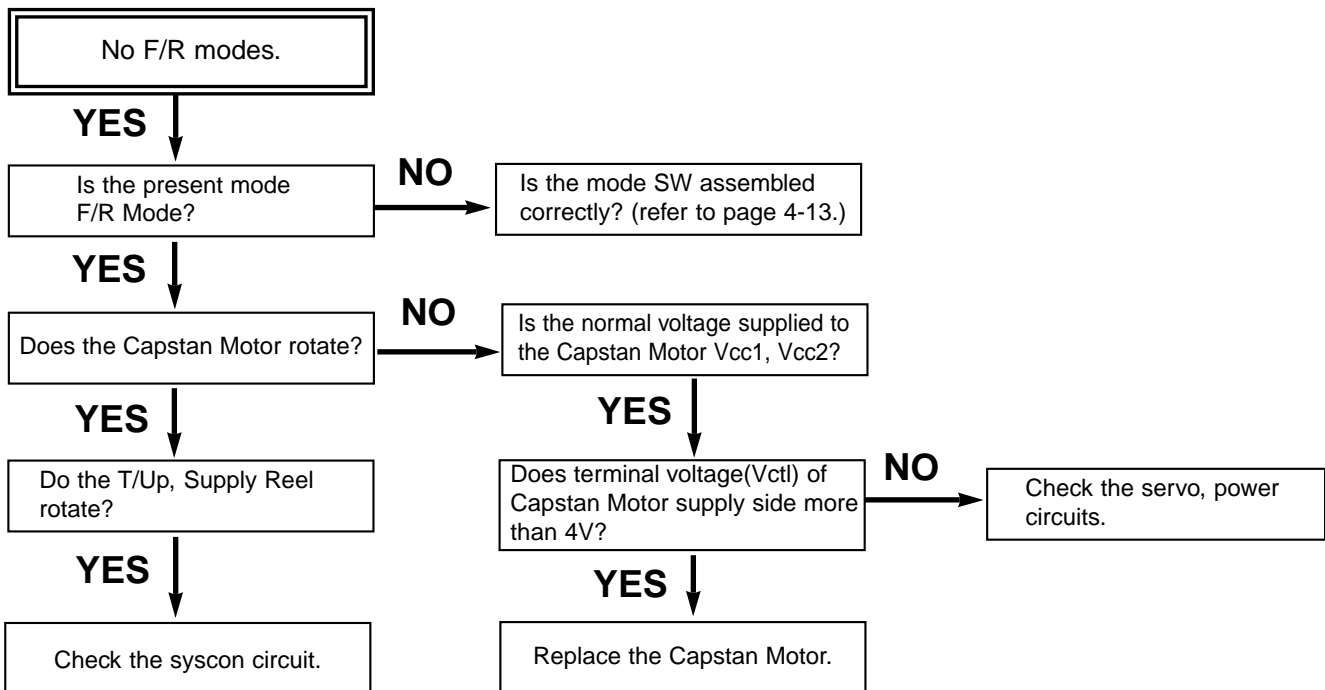 No F/R modes.
YES
Is the present mode
F/R Mode?
NO
Is the mode SW assembled
correctly? (refer to page 4-13.)
YES
Does the Capstan Motor rotate?
NO
Is the normal voltage supplied to
the Capstan Motor Vcc1, Vcc2?
YES
YES
Do the T/Up, Supply Reel
rotate?
Does terminal voltage(Vctl) of
Capstan Motor supply side more
than 4V?
NO
Check the servo, power
circuits.
YES
YES
Check the syscon circuit.
Replace the Capstan Motor.